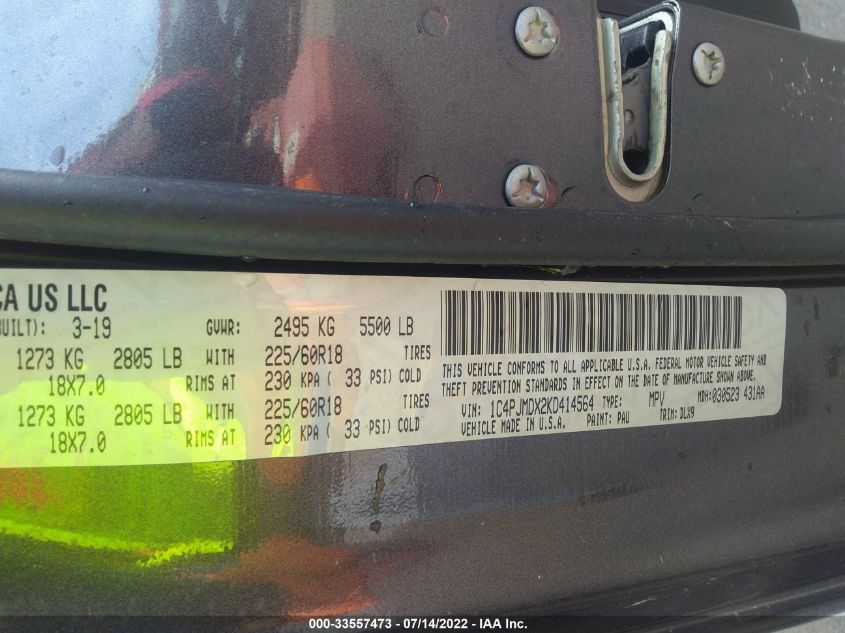 CA US LLC
BUILT): 3-19 GVWR: 2495 KG 5500 LB
1273 KG 2805 LB WITH 225/60R18 TIRES
18X7.0 RIMS AT 230 KPA ( 33 PSI) COLD
1273 KG 2805 LB WITH 225/60R18 TIRES
18X7.0 RIMS AT 230 KPA ( 33 PSI) COLD
THIS VEHICLE CONFORMS TO ALL APPLICABLE U.S.A. FEDERAL MOTOR VEHICLE SAFETY AND
THEFT PREVENTION STANDARDS IN EFFECT ON THE DATE OF MANUFACTURE SHOWN ABOVE.
VIN: 1C4PJMDX2KD414564 TYPE: MPV MDH: 030523 431AA
VEHICLE MADE IN U.S.A. PAINT: PAU TRIM: DLX9
000-33557473 - 07/14/2022 - IAA Inc.